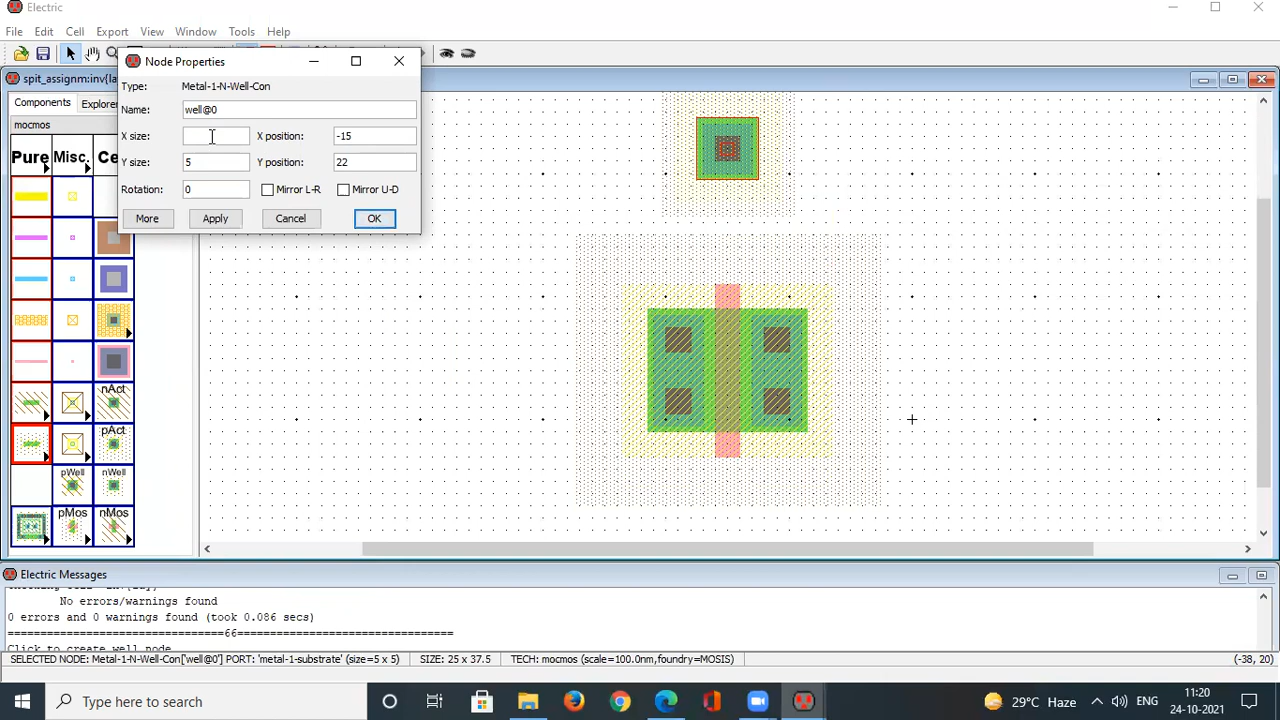 Electric
File Edit Cell Export View Window Tools Help
Node Properties
Type: Metal-1-N-Well-Con
Name: well@0
X size: X position: -15
Y size: 5 Y position: 22
Rotation: 0 Mirror L-R Mirror U-D
More Apply Cancel OK
spit_assignm:inv{la
Components Explorer
mocmos
Pure Misc. Ce
nAct
pAct
pWell nWell
pMos nMos
Electric Messages
No errors/warnings found
0 errors and 0 warnings found (took 0.086 secs)
================================66================================
Click to create well node
SELECTED NODE: Metal-1-N-Well-Con['well@0'] PORT: 'metal-1-substrate' (size=5 x 5) SIZE: 25 x 37.5 TECH: mocmos (scale=100.0nm,foundry=MOSIS) (-38, 20)
Type here to search
29°C Haze ENG
11:20
24-10-2021